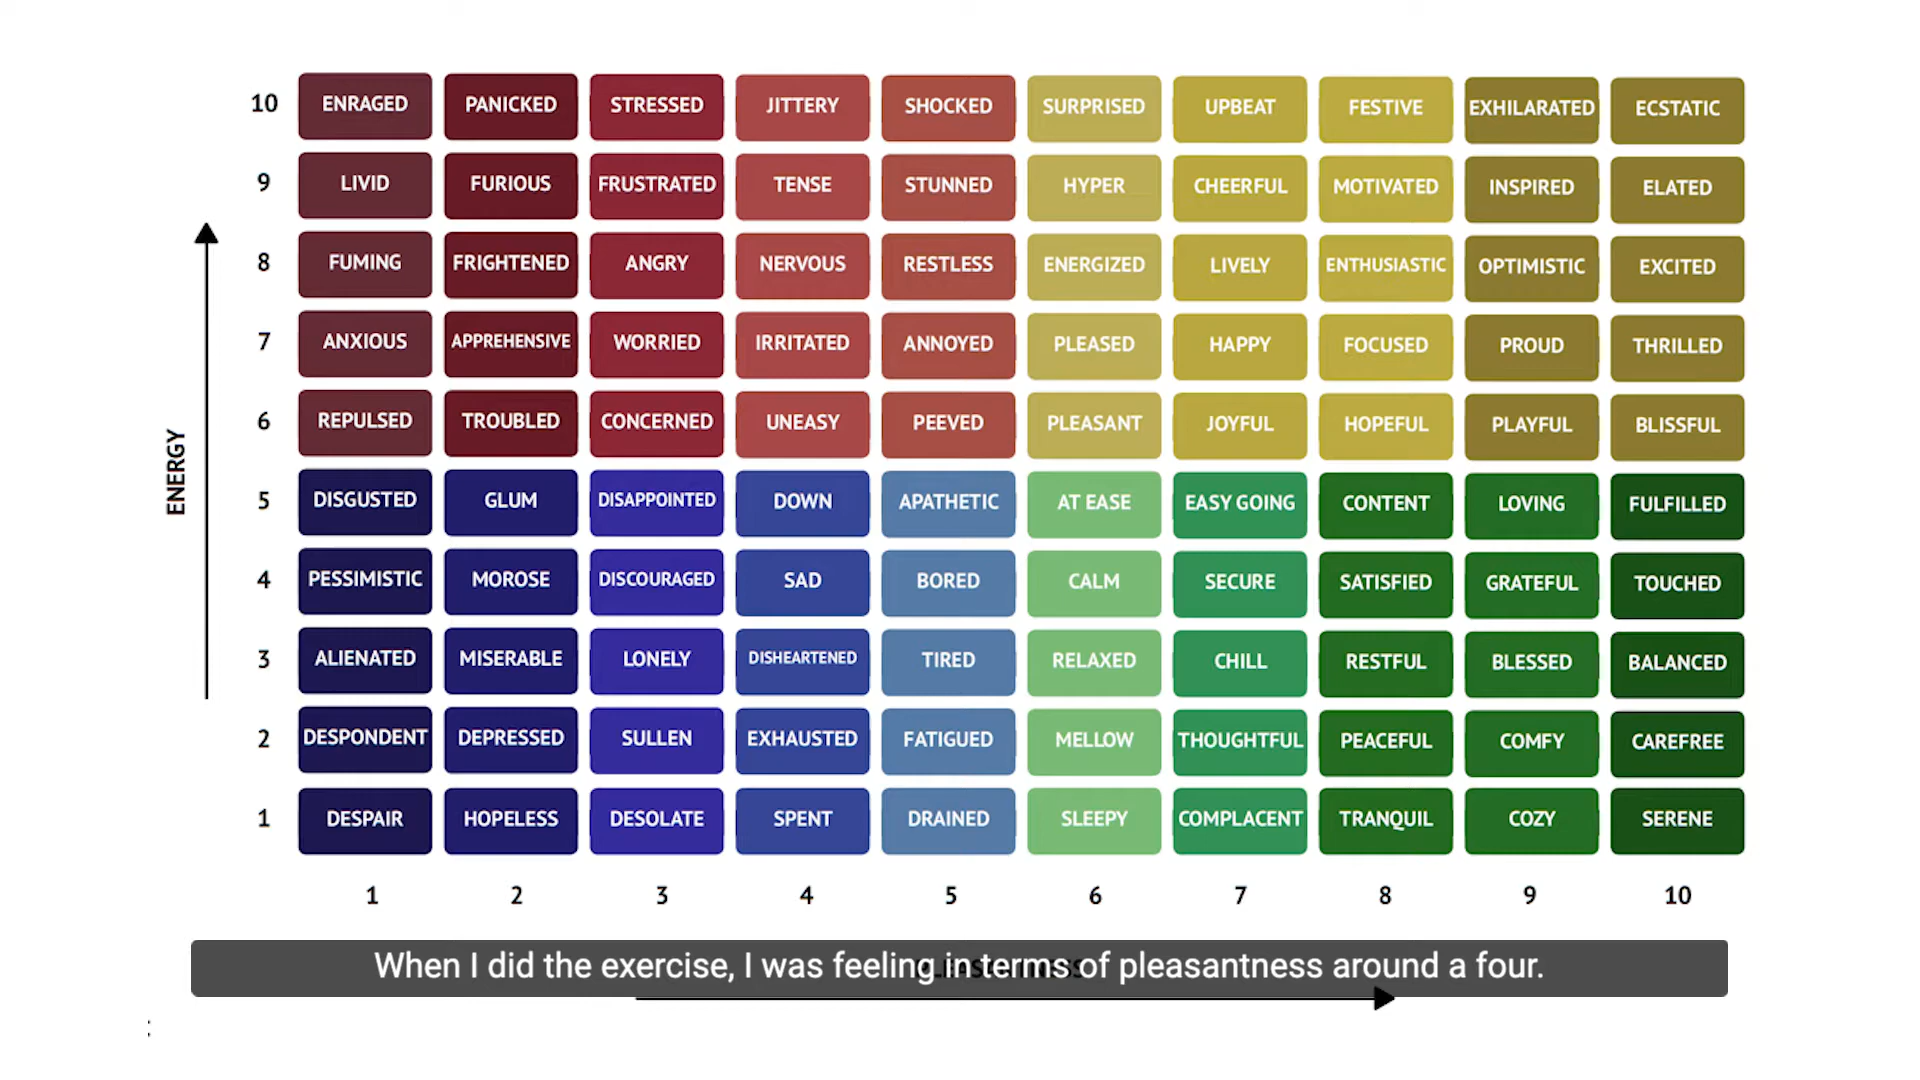 10 ENRAGED PANICKED STRESSED JITTERY SHOCKED SURPRISED UPBEAT FESTIVE EXHILARATED ECSTATIC
9 LIVID FURIOUS FRUSTRATED TENSE STUNNED HYPER CHEERFUL MOTIVATED INSPIRED ELATED
8 FUMING FRIGHTENED ANGRY NERVOUS RESTLESS ENERGIZED LIVELY ENTHUSIASTIC OPTIMISTIC EXCITED
7 ANXIOUS APPREHENSIVE WORRIED IRRITATED ANNOYED PLEASED HAPPY FOCUSED PROUD THRILLED
6 REPULSED TROUBLED CONCERNED UNEASY PEEVED PLEASANT JOYFUL HOPEFUL PLAYFUL BLISSFUL
ENERGY
5 DISGUSTED GLUM DISAPPOINTED DOWN APATHETIC AT EASE EASY GOING CONTENT LOVING FULFILLED
4 PESSIMISTIC MOROSE DISCOURAGED SAD BORED CALM SECURE SATISFIED GRATEFUL TOUCHED
3 ALIENATED MISERABLE LONELY DISHEARTENED TIRED RELAXED CHILL RESTFUL BLESSED BALANCED
2 DESPONDENT DEPRESSED SULLEN EXHAUSTED FATIGUED MELLOW THOUGHTFUL PEACEFUL COMFY CAREFREE
1 DESPAIR HOPELESS DESOLATE SPENT DRAINED SLEEPY COMPLACENT TRANQUIL COZY SERENE
1 2 3 4 5 6 7 8 9 10
When I did the exercise, I was feeling in terms of pleasantness around a four.